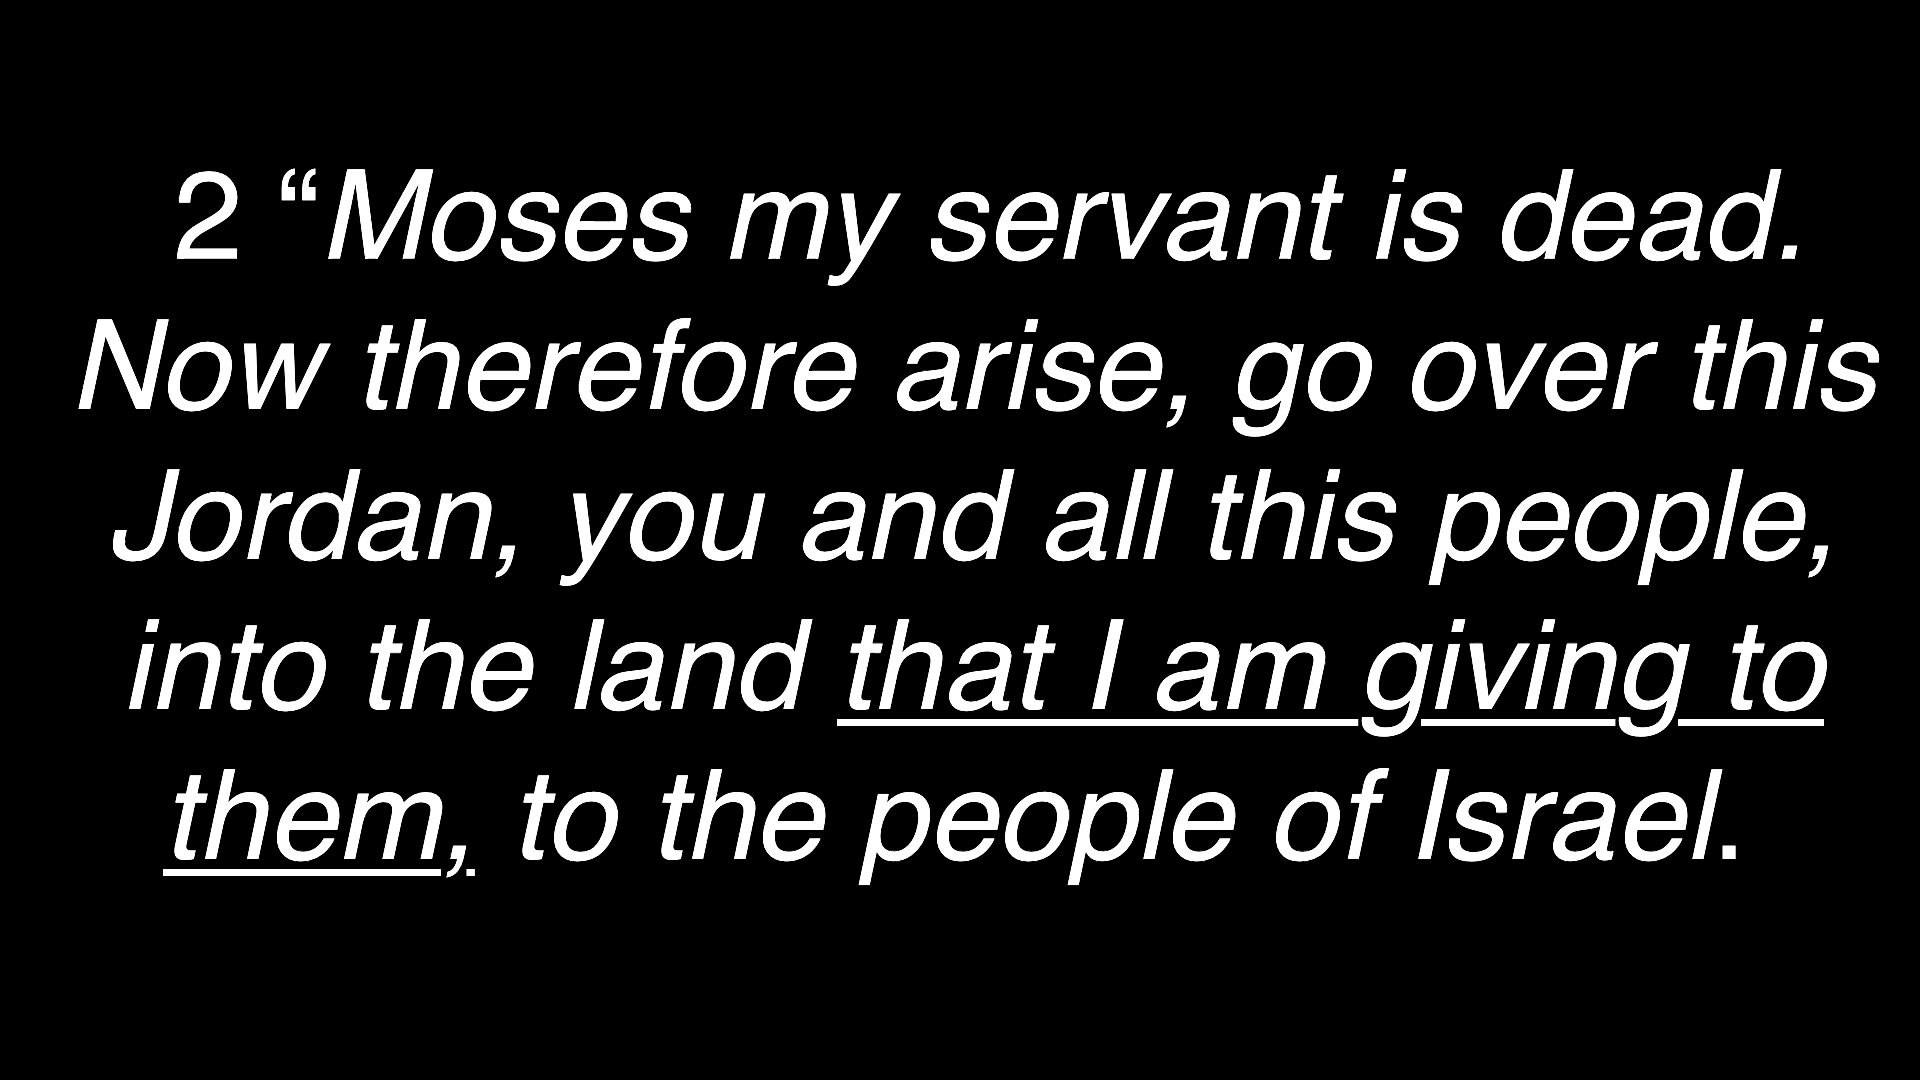 2 “Moses my servant is dead.
Now therefore arise, go over this
Jordan, you and all this people,
into the land that I am giving to
them, to the people of Israel.